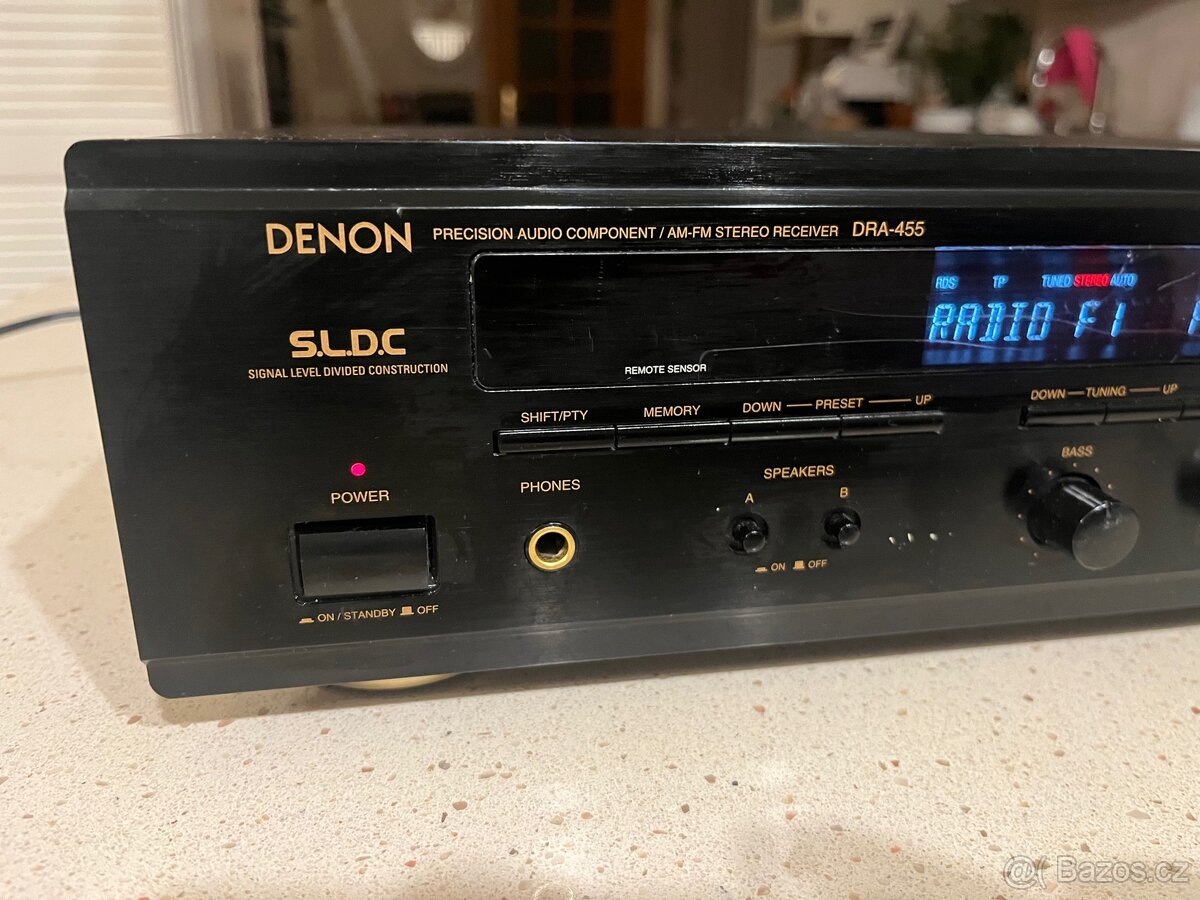 DENON PRECISION AUDIO COMPONENT / AM-FM STEREO RECEIVER DRA-455
RDS TP TUNED STEREO AUTO
RADIO F1
S.L.D.C
SIGNAL LEVEL DIVIDED CONSTRUCTION
REMOTE SENSOR
SHIFT/PTY MEMORY DOWN PRESET UP DOWN TUNING UP
POWER
PHONES
SPEAKERS
A B
ON OFF
BASS
ON / STANDBY OFF
Bazos.cz